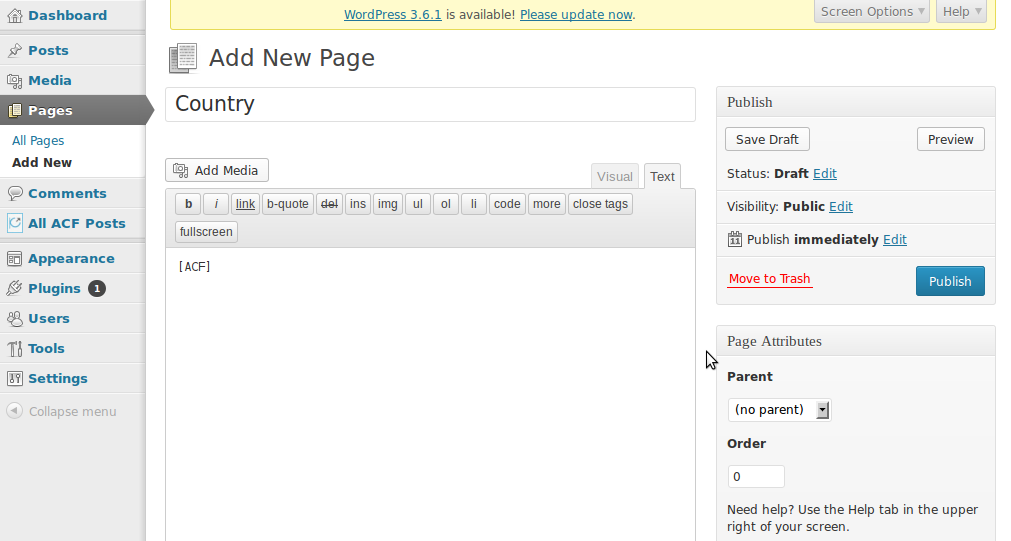 Dashboard
Posts
Media
Pages
All Pages
Add New
Comments
All ACF Posts
Appearance
Plugins 1
Users
Tools
Settings
Collapse menu
WordPress 3.6.1 is available! Please update now.
Screen Options
Help
Add New Page
Country
Add Media
Visual
Text
b i link b-quote del ins img ul ol li code more close tags
fullscreen
[ACF]
Publish
Save Draft
Preview
Status: Draft Edit
Visibility: Public Edit
11 Publish immediately Edit
Move to Trash
Publish
Page Attributes
Parent
(no parent)
Order
0
Need help? Use the Help tab in the upper
right of your screen.